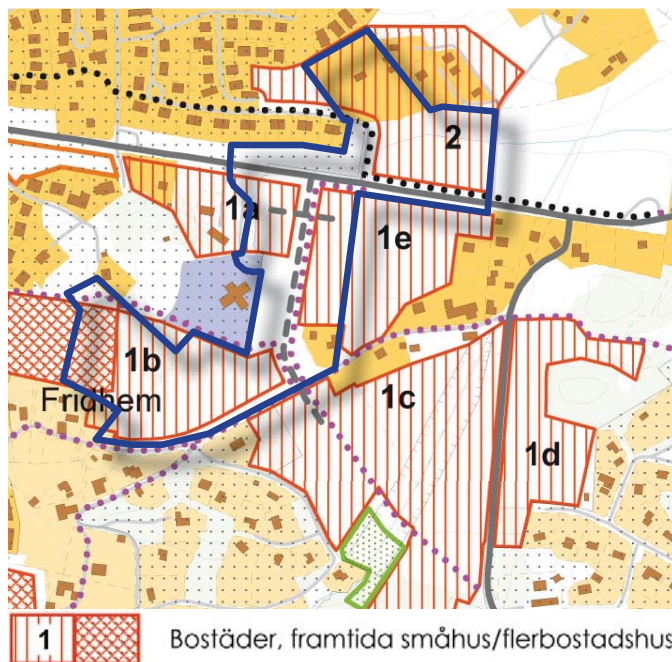 2
1a
1e
1b
Fridhem
1c
1d
1 Bostäder, framtida småhus/flerbostadshus